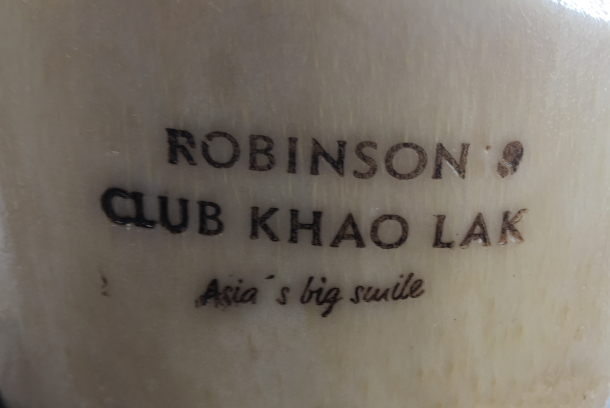 ROBINSON
CLUB KHAO LAK
Asia´s big smile